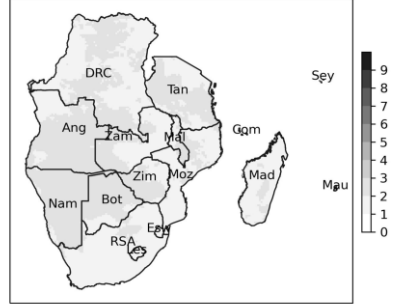 DRC
Tan
Sey
Ang
Zam
Mal
Com
Zim
Moz
Mad
Mau
Nam
Bot
RSA
Esw
Les
9
8
7
6
5
4
3
2
1
0